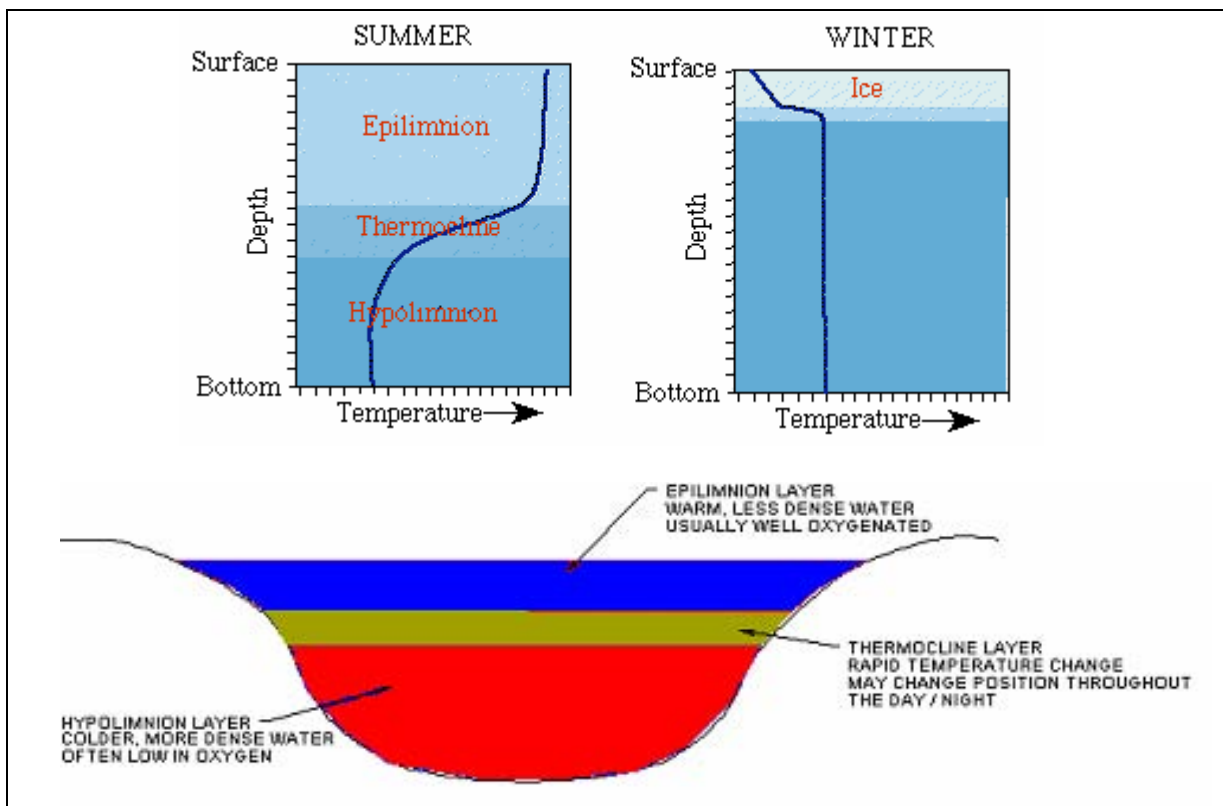 SUMMER
Surface
Epilimnion
Thermocline
Hypolimnion
Depth
Bottom
Temperature
WINTER
Surface
Ice
Depth
Bottom
Temperature
EPILIMNION LAYER
WARM, LESS DENSE WATER
USUALLY WELL OXYGENATED
THERMOCLINE LAYER
RAPID TEMPERATURE CHANGE
MAY CHANGE POSITION THROUGHOUT
THE DAY / NIGHT
HYPOLIMNION LAYER
COLDER, MORE DENSE WATER
OFTEN LOW IN OXYGEN